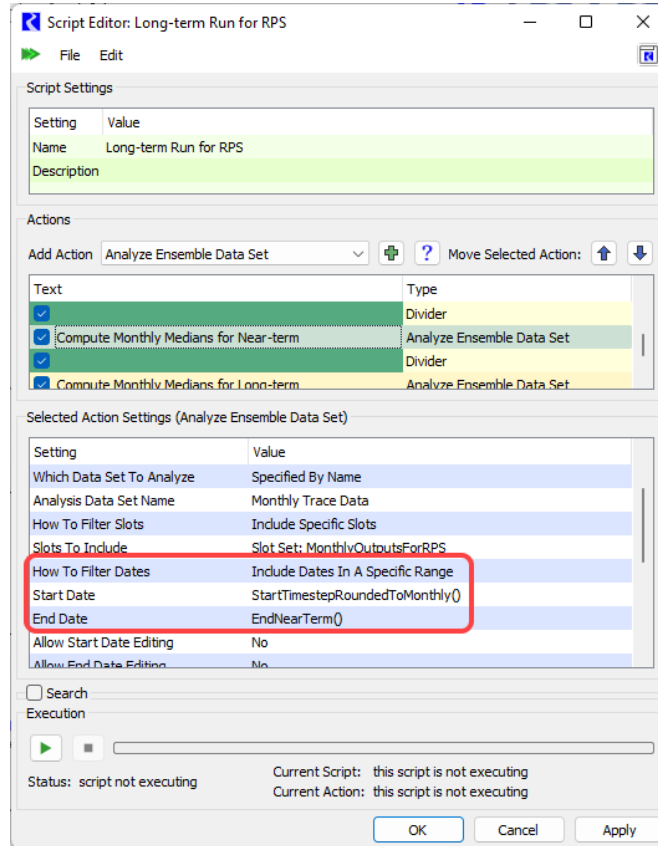 Script Editor: Long-term Run for RPS
File Edit
Script Settings
Setting Value
Name Long-term Run for RPS
Description
Actions
Add Action Analyze Ensemble Data Set ? Move Selected Action:
Text Type
Divider
Compute Monthly Medians for Near-term Analyze Ensemble Data Set
Divider
Compute Monthly Medians for Long-term Analyze Ensemble Data Set
Selected Action Settings (Analyze Ensemble Data Set)
Setting Value
Which Data Set To Analyze Specified By Name
Analysis Data Set Name Monthly Trace Data
How To Filter Slots Include Specific Slots
Slots To Include Slot Set: MonthlyOutputsForRPS
How To Filter Dates Include Dates In A Specific Range
Start Date StartTimestepRoundedToMonthly()
End Date EndNearTerm()
Allow Start Date Editing No
Allow End Date Editing No
Search
Execution
Status: script not executing
Current Script: this script is not executing
Current Action: this script is not executing
OK Cancel Apply